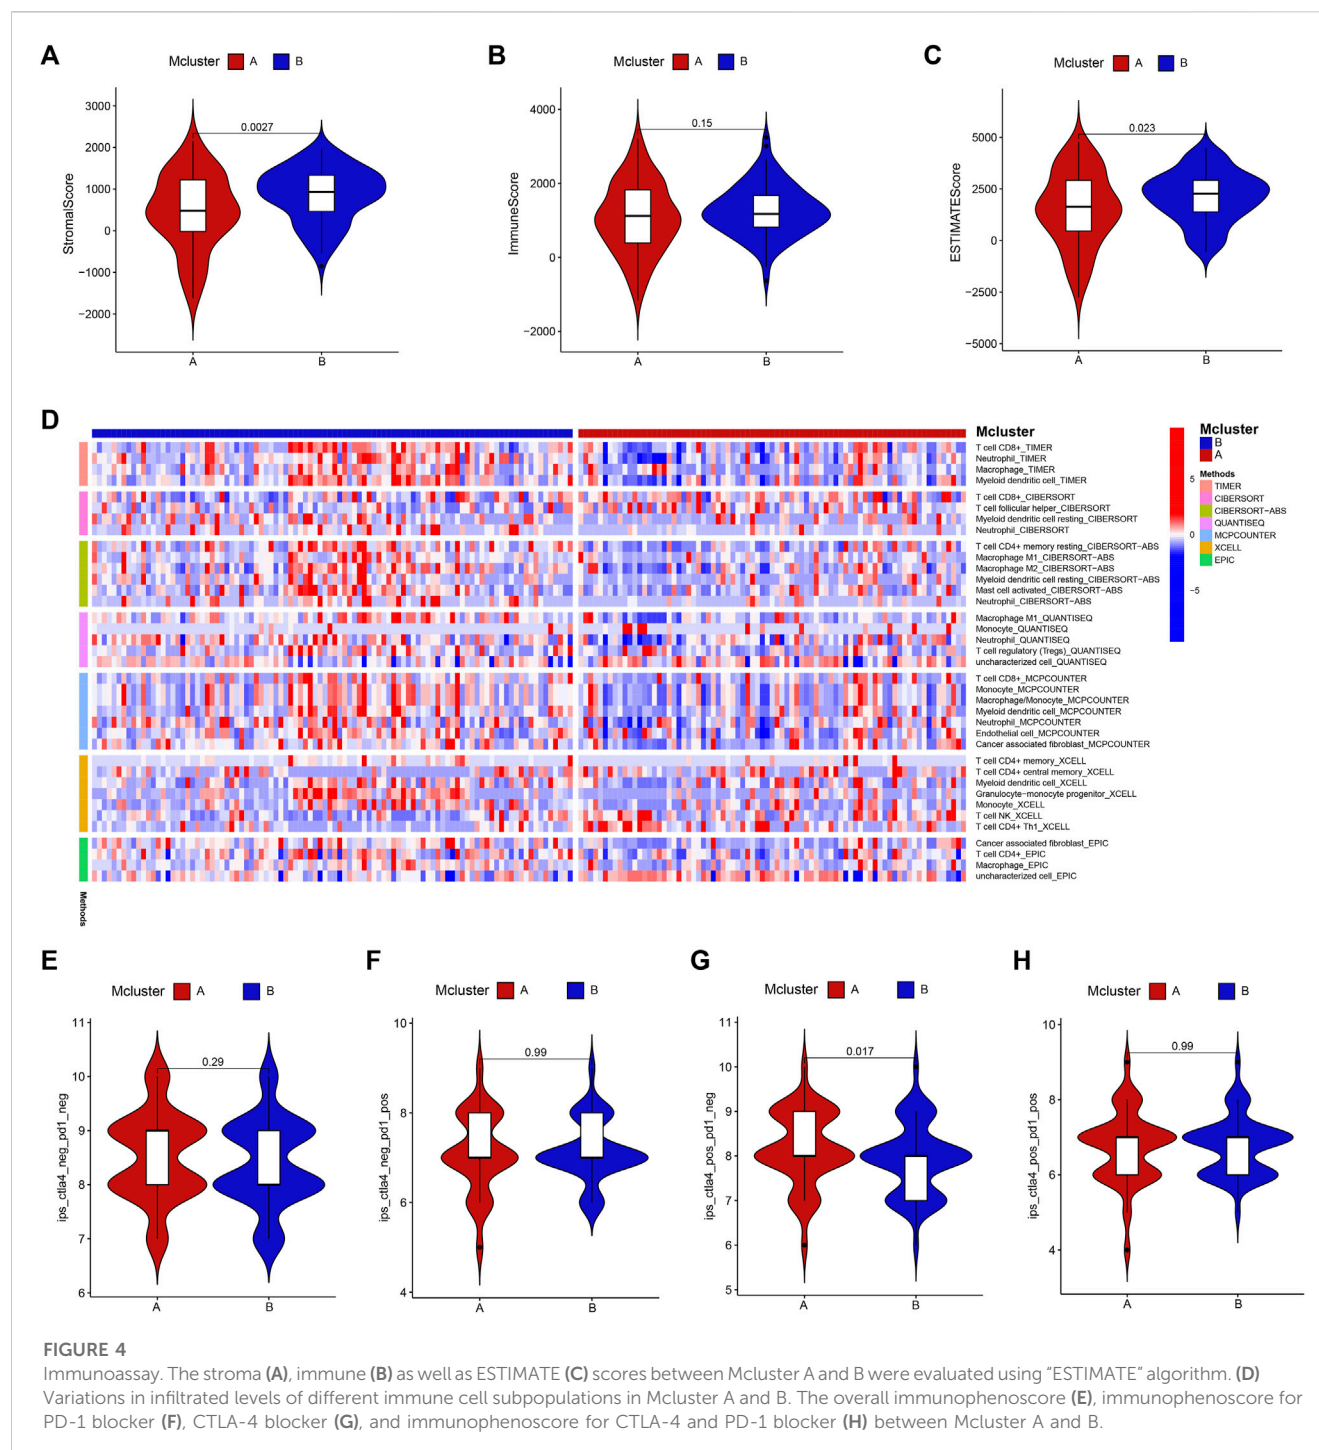 A
Mcluster A B
StromalScore
3000
2000
1000
0
−1000
−2000
0.0027
A B
B
Mcluster A B
ImmuneScore
4000
2000
0
−2000
0.15
A B
C
Mcluster A B
ESTIMATEScore
5000
2500
0
−2500
−5000
0.023
A B
D
Mcluster
T cell CD8+_TIMER
Neutrophil_TIMER
Macrophage_TIMER
Myeloid dendritic cell_TIMER
T cell CD8+_CIBERSORT
T cell follicular helper_CIBERSORT
Myeloid dendritic cell resting_CIBERSORT
Neutrophil_CIBERSORT
T cell CD4+ memory resting_CIBERSORT-ABS
Macrophage M1_CIBERSORT-ABS
Macrophage M2_CIBERSORT-ABS
Myeloid dendritic cell resting_CIBERSORT-ABS
Mast cell activated_CIBERSORT-ABS
Neutrophil_CIBERSORT-ABS
Macrophage M1_QUANTISEQ
Monocyte_QUANTISEQ
Neutrophil_QUANTISEQ
T cell regulatory (Tregs)_QUANTISEQ
uncharacterized cell_QUANTISEQ
T cell CD8+_MCPCOUNTER
Monocyte_MCPCOUNTER
Macrophage/Monocyte_MCPCOUNTER
Myeloid dendritic cell_MCPCOUNTER
Neutrophil_MCPCOUNTER
Endothelial cell_MCPCOUNTER
Cancer associated fibroblast_MCPCOUNTER
T cell CD4+ memory_XCELL
T cell CD4+ central memory_XCELL
Myeloid dendritic cell_XCELL
Granulocyte−monocyte progenitor_XCELL
Monocyte_XCELL
T cell NK_XCELL
T cell CD4+ Th1_XCELL
Cancer associated fibroblast_EPIC
T cell CD4+_EPIC
Macrophage_EPIC
uncharacterized cell_EPIC
Methods
5
0
−5
Mcluster
B
A
Methods
TIMER
CIBERSORT
CIBERSORT-ABS
QUANTISEQ
MCPCOUNTER
XCELL
EPIC
E
Mcluster A B
ips_ctla4_neg_pd1_neg
11
10
9
8
7
6
0.29
A B
F
Mcluster A B
ips_ctla4_neg_pd1_pos
10
8
6
4
0.99
A B
G
Mcluster A B
ips_ctla4_pos_pd1_neg
11
10
9
8
7
6
5
0.017
A B
H
Mcluster A B
ips_ctla4_pos_pd1_pos
10
8
6
4
0.99
A B
FIGURE 4
Immunoassay. The stroma (A), immune (B) as well as ESTIMATE (C) scores between Mcluster A and B were evaluated using “ESTIMATE” algorithm. (D)
Variations in infiltrated levels of different immune cell subpopulations in Mcluster A and B. The overall immunophenoscore (E), immunophenoscore for
PD-1 blocker (F), CTLA-4 blocker (G), and immunophenoscore for CTLA-4 and PD-1 blocker (H) between Mcluster A and B.